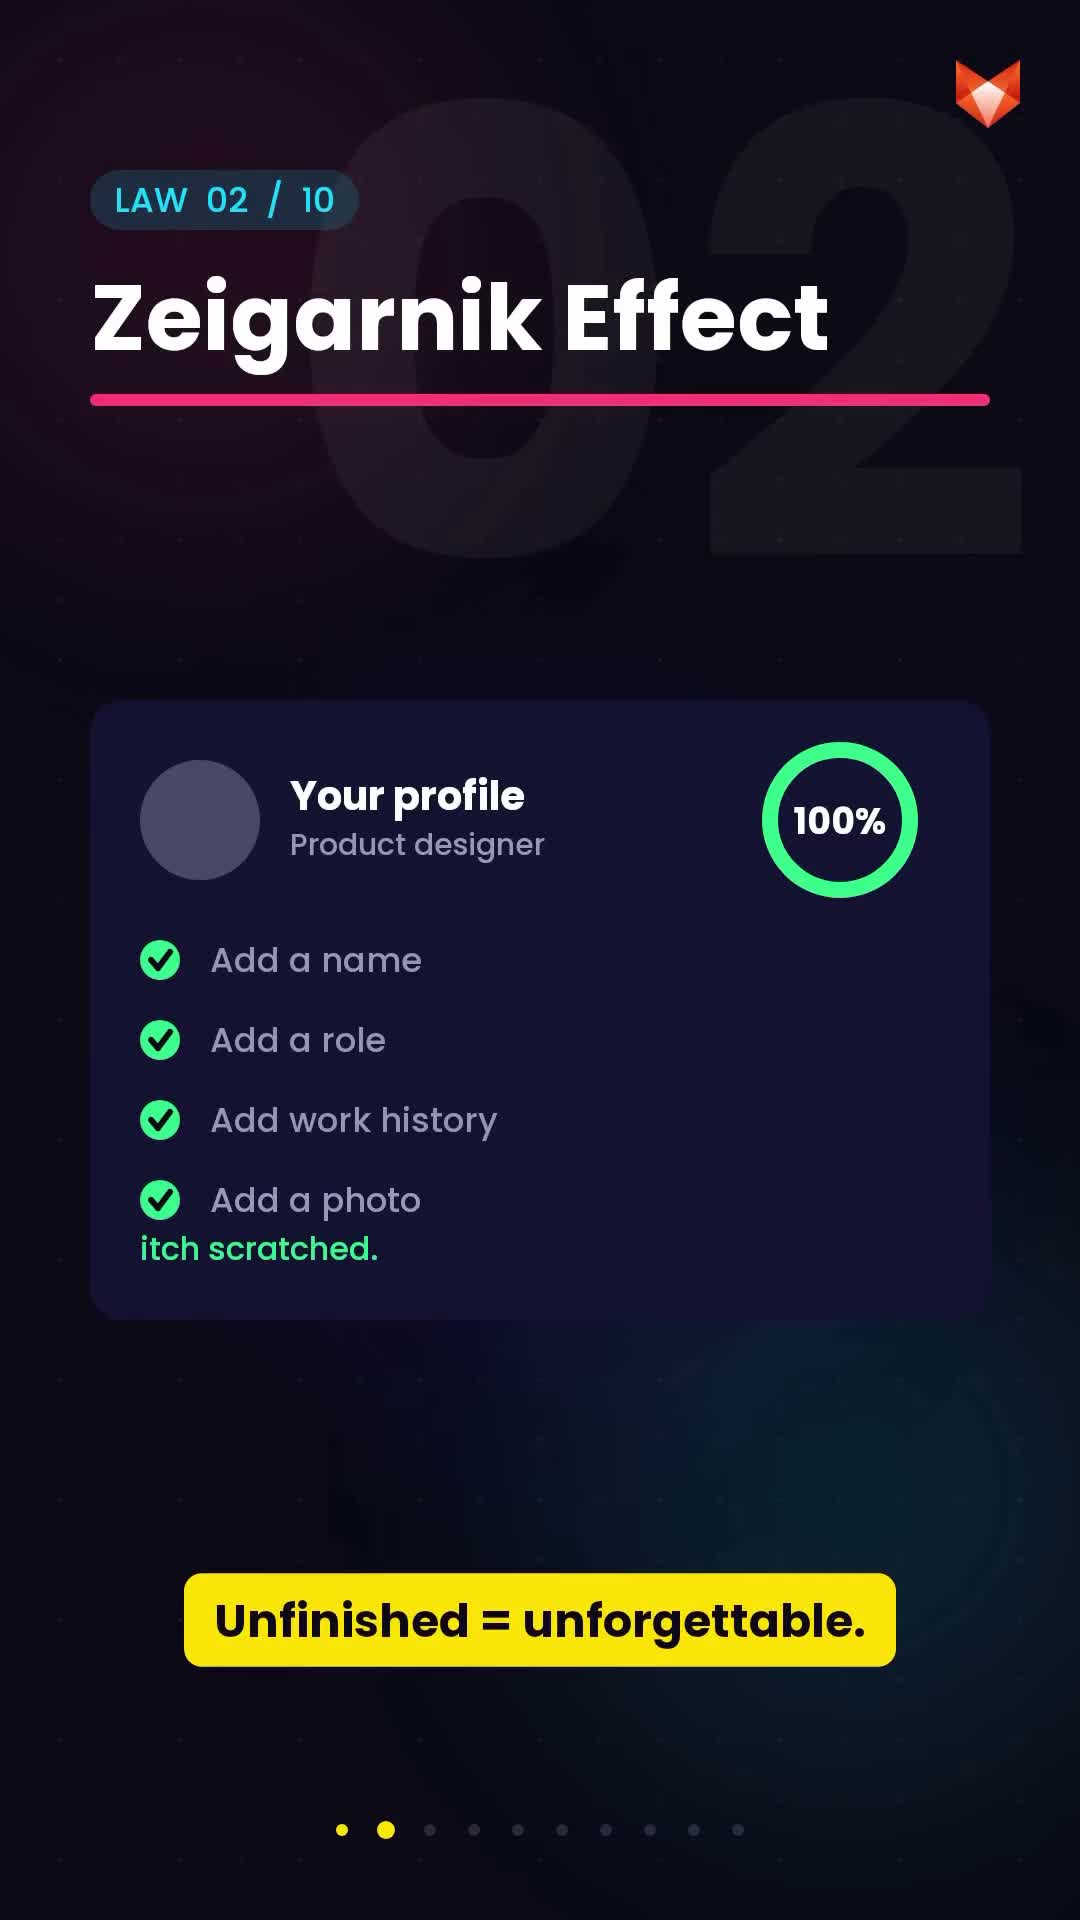 02
LAW 02 / 10
Zeigarnik Effect
Your profile
Product designer
100%
Add a name
Add a role
Add work history
Add a photo
itch scratched.
Unfinished = unforgettable.